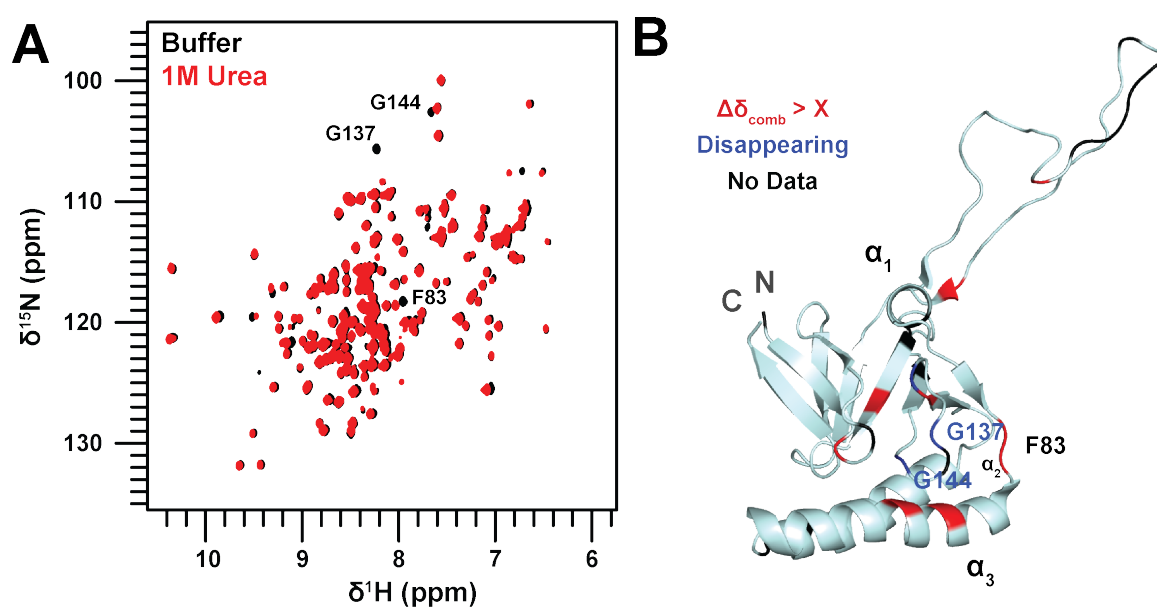 A
Buffer
1M Urea
G144
G137
F83
100
110
120
130
δ¹⁵N (ppm)
10
9
8
7
6
δ¹H (ppm)
B
Δδcomb > X
Disappearing
No Data
α₁
N
C
G137
F83
α₂
G144
α₃